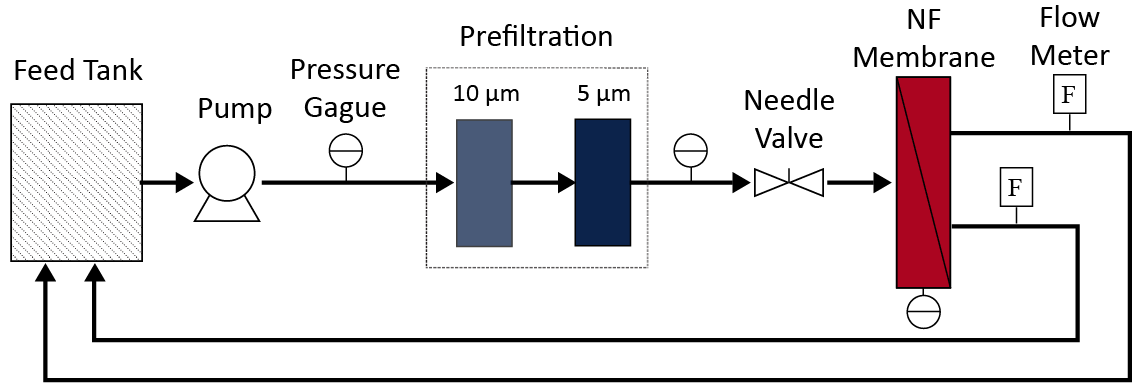 Feed Tank
Pump
Pressure
Gague
Prefiltration
10 µm
5 µm
Needle
Valve
NF
Membrane
Flow
Meter
F
F